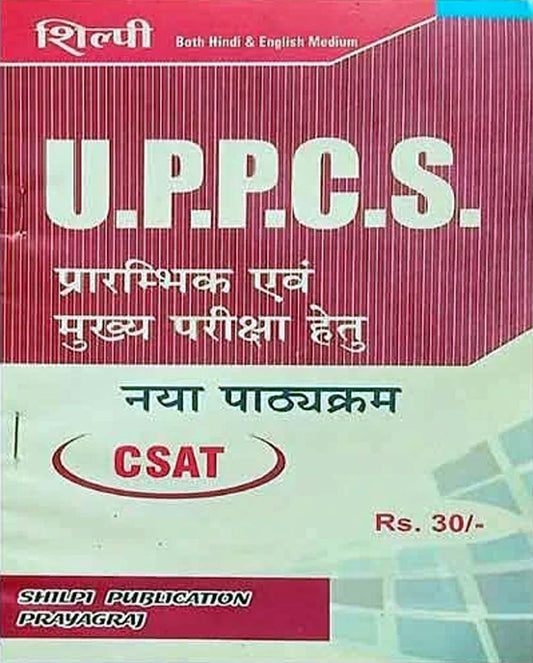 शिल्पी
Both Hindi & English Medium
U.P.P.C.S.
प्रारम्भिक एवं
मुख्य परीक्षा हेतु
नया पाठ्यक्रम
CSAT
Rs. 30/-
SHILPI PUBLICATION
PRAYAGRAJ